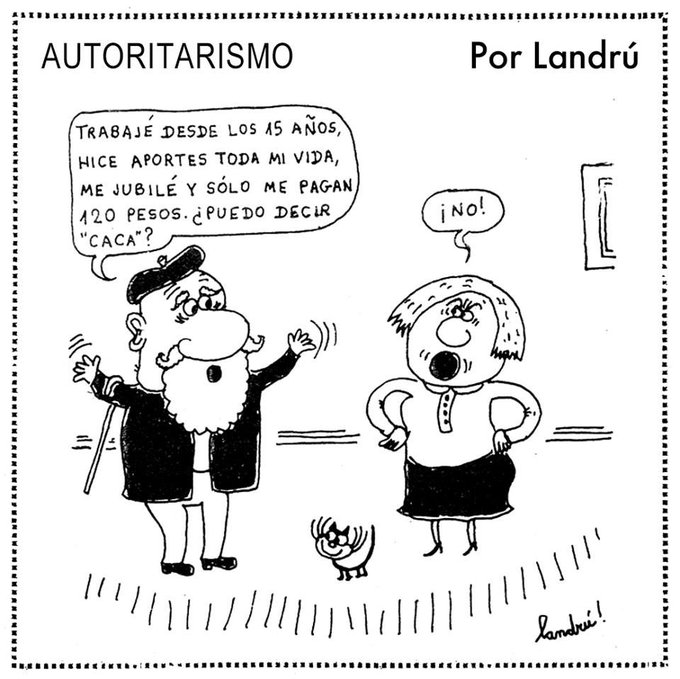 AUTORITARISMO
Por Landrú
TRABAJÉ DESDE LOS 15 AÑOS,
HICE APORTES TODA MI VIDA,
ME JUBILÉ Y SÓLO ME PAGAN
120 PESOS. ¿PUEDO DECIR
"CACA"?
¡NO!
landrú!